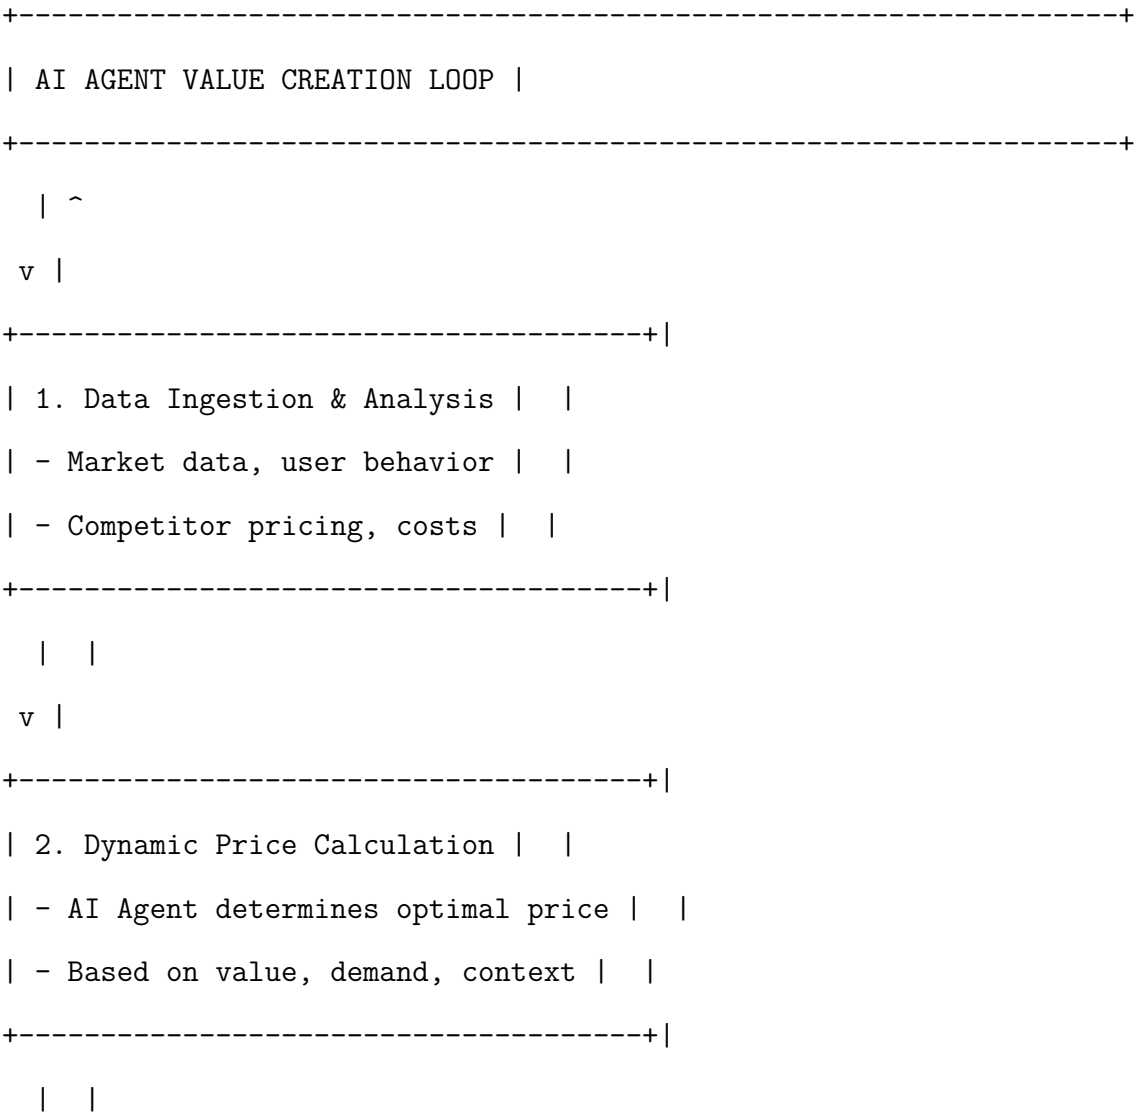 +-------------------------------------------------------------------+
| AI AGENT VALUE CREATION LOOP |
+-------------------------------------------------------------------+
| ^
v |
+--------------------------------------+|
| 1. Data Ingestion & Analysis | |
| - Market data, user behavior | |
| - Competitor pricing, costs | |
+--------------------------------------+|
| |
v |
+--------------------------------------+|
| 2. Dynamic Price Calculation | |
| - AI Agent determines optimal price | |
| - Based on value, demand, context | |
+--------------------------------------+|
| |